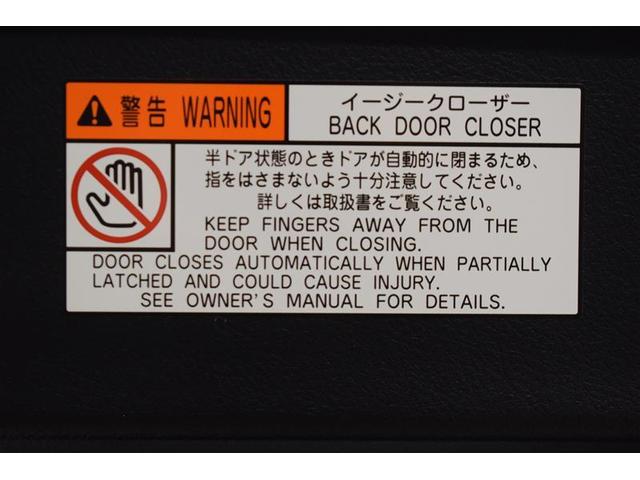 警告 WARNING
イージークローザー
BACK DOOR CLOSER
半ドア状態のときドアが自動的に閉まるため、
指をはさまないよう十分注意してください。
詳しくは取扱書をご覧ください。
KEEP FINGERS AWAY FROM THE
DOOR WHEN CLOSING.
DOOR CLOSES AUTOMATICALLY WHEN PARTIALLY
LATCHED AND COULD CAUSE INJURY.
SEE OWNER'S MANUAL FOR DETAILS.